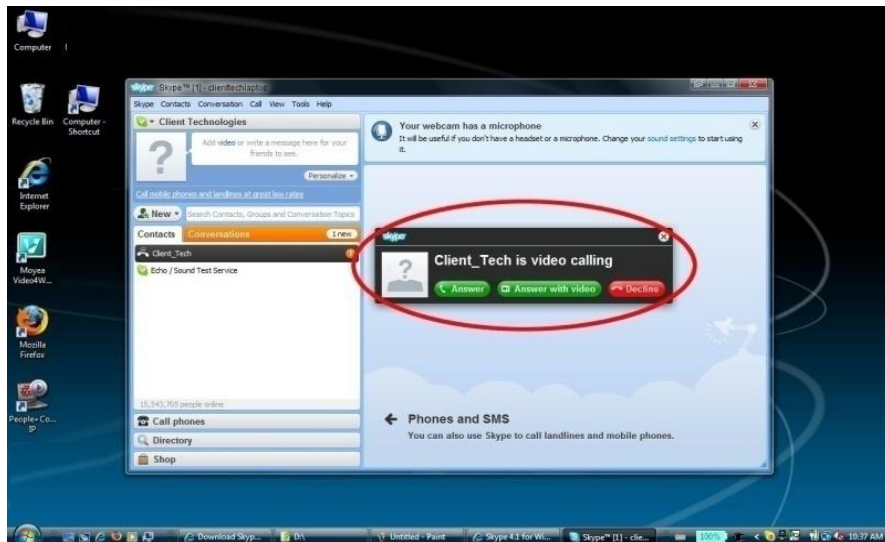 Computer
Recycle Bin
Computer -
Shortcut
Internet
Explorer
Moyea
Video4W...
Mozilla
Firefox
People+Co...
IP
Skype™ [1] - clienttechlaptop
Skype Contacts Conversation Call View Tools Help
Client Technologies
Add video or write a message here for your
friends to see.
Personalize
Call mobile phones and landlines at great low rates
New
Search Contacts, Groups and Conversation Topics
Contacts
Conversations
1 new
Client_Tech
Echo / Sound Test Service
15,543,705 people online
Call phones
Directory
Shop
Your webcam has a microphone
It will be useful if you don't have a headset or a microphone. Change your sound settings to start using
it.
skype
Client_Tech is video calling
Answer
Answer with video
Decline
Phones and SMS
You can also use Skype to call landlines and mobile phones.
Download Skyp...
D:\
Untitled - Paint
Skype 4.1 for Wi...
Skype™ [1] - clie...
100%
10:37 AM